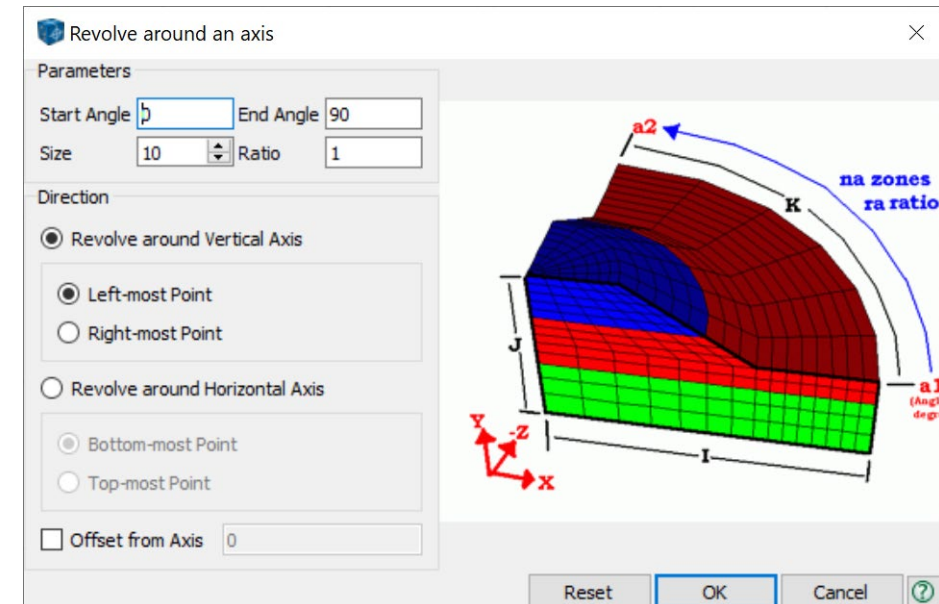 Revolve around an axis
Parameters
Start Angle 0 End Angle 90
Size 10 Ratio 1
Direction
Revolve around Vertical Axis
Left-most Point
Right-most Point
Revolve around Horizontal Axis
Bottom-most Point
Top-most Point
Offset from Axis 0
a2
na zones
K
ra ratio
J
a1
Y
-Z
I
X
Reset OK Cancel ?